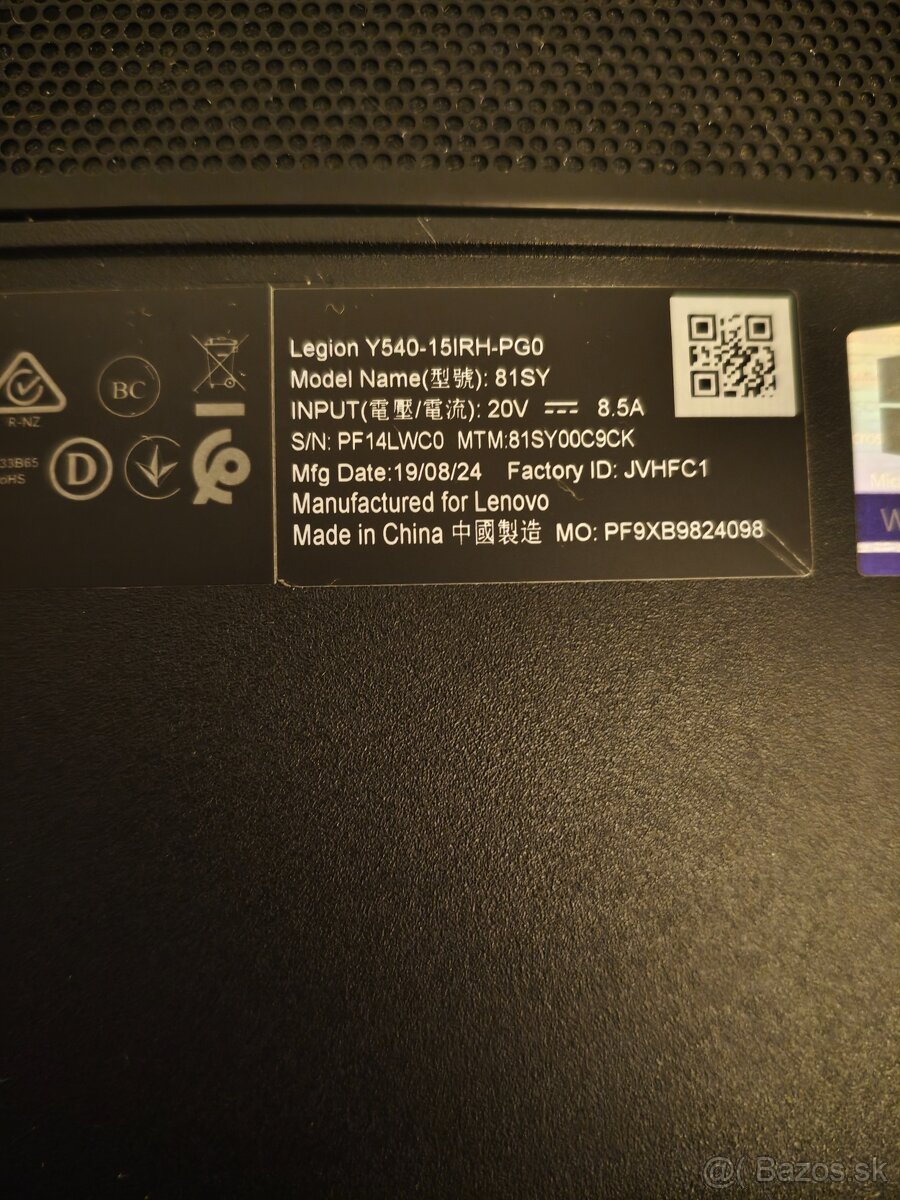 Legion Y540-15IRH-PG0
Model Name(型號): 81SY
INPUT(電壓/電流): 20V ⎓ 8.5A
S/N: PF14LWC0 MTM:81SY00C9CK
Mfg Date:19/08/24 Factory ID: JVHFC1
Manufactured for Lenovo
Made in China 中國製造 MO: PF9XB9824098
R-NZ
BC
33B65
oHS
D
W
@( Bazos.sk